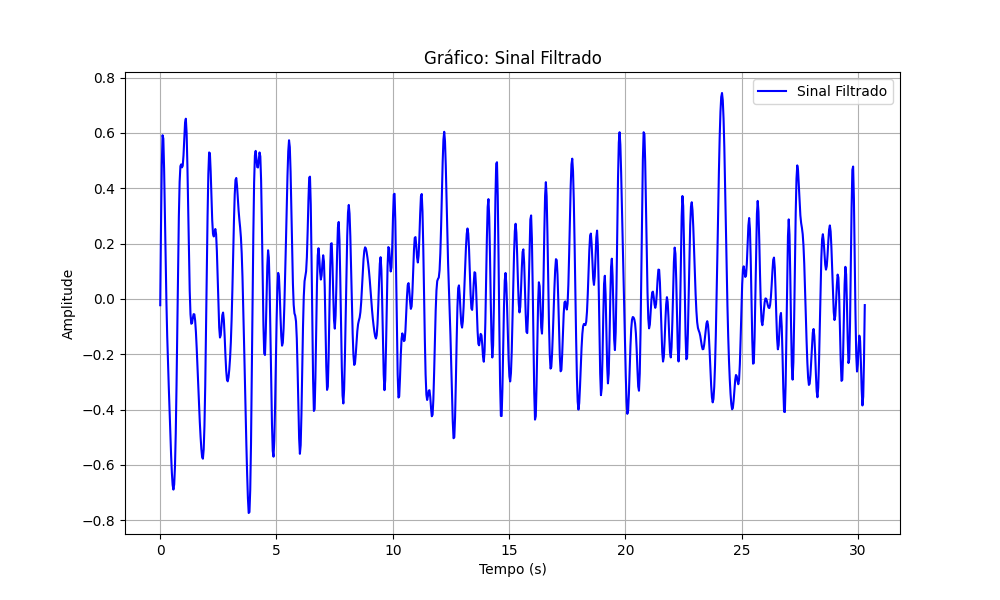 Gráfico: Sinal Filtrado
Sinal Filtrado
Amplitude
0.8
0.6
0.4
0.2
0.0
−0.2
−0.4
−0.6
−0.8
0 5 10 15 20 25 30
Tempo (s)